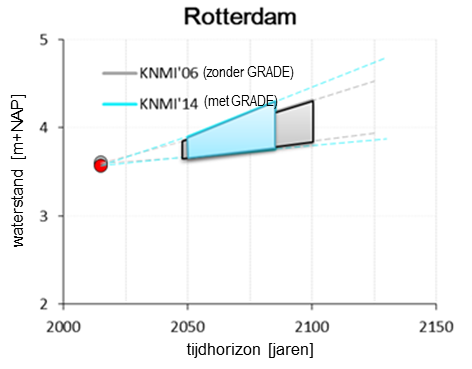 Rotterdam
5
KNMI'06 (zonder GRADE)
KNMI'14 (met GRADE)
4
waterstand [m+NAP]
3
2
2000 2050 2100 2150
tijdhorizon [jaren]